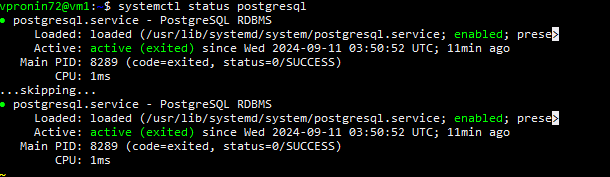 vpronin72@vm1:~$ systemctl status postgresql
● postgresql.service - PostgreSQL RDBMS
Loaded: loaded (/usr/lib/systemd/system/postgresql.service; enabled; prese>
Active: active (exited) since Wed 2024-09-11 03:50:52 UTC; 11min ago
Main PID: 8289 (code=exited, status=0/SUCCESS)
CPU: 1ms
...skipping...
● postgresql.service - PostgreSQL RDBMS
Loaded: loaded (/usr/lib/systemd/system/postgresql.service; enabled; prese>
Active: active (exited) since Wed 2024-09-11 03:50:52 UTC; 11min ago
Main PID: 8289 (code=exited, status=0/SUCCESS)
CPU: 1ms
~